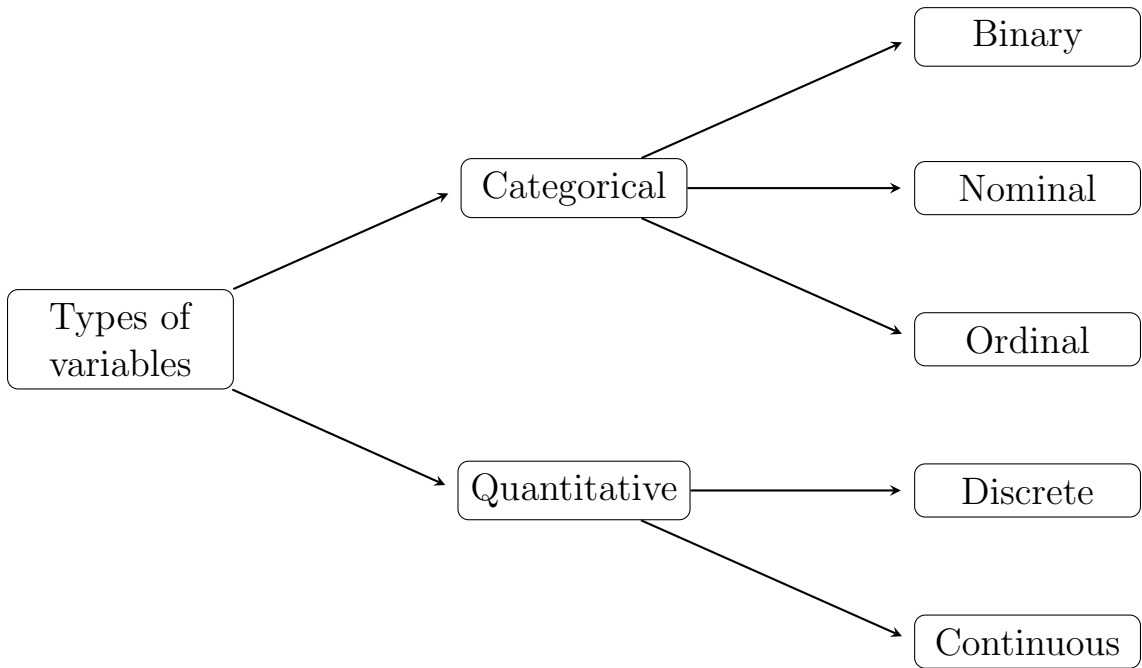 Binary
Categorical
Nominal
Types of
variables
Ordinal
Quantitative
Discrete
Continuous